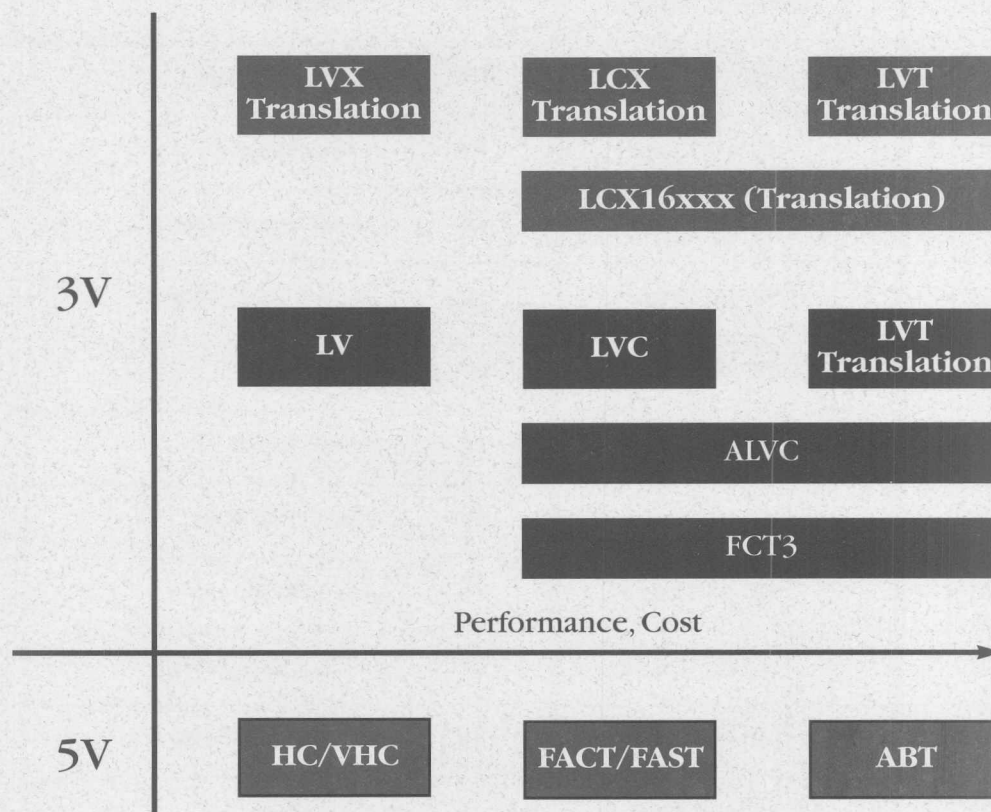 LVX
Translation
LCX
Translation
LVT
Translation
LCX16xxx (Translation)
3V
LV
LVC
LVT
Translation
ALVC
FCT3
Performance, Cost
5V
HC/VHC
FACT/FAST
ABT